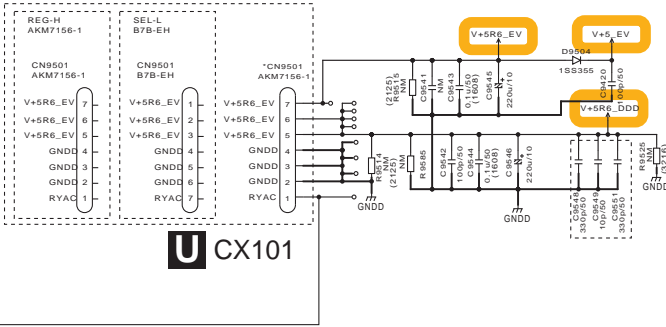 REG-H
AKM7156-1
SEL-L
B7B-EH
CN9501
AKM7156-1
CN9501
B7B-EH
*CN9501
AKM7156-1
V+5R6_EV 7
V+5R6_EV 6
V+5R6_EV 5
GNDD 4
GNDD 3
GNDD 2
RYAC 1
V+5R6_EV 1
V+5R6_EV 2
V+5R6_EV 3
GNDD 4
GNDD 5
GNDD 6
RYAC 7
V+5R6_EV 7
V+5R6_EV 6
V+5R6_EV 5
GNDD 4
GNDD 3
GNDD 2
RYAC 1
V+5R6_EV
V+5_EV
D9504
1SS355
(2125)
R9515
NM
C9541
NM
C9543
0.1u/50
(1608)
C9545
220u/10
C9420
100p/50
V+5R6_DDD
R9514
NM
(2125)
R9585
NM
C9542
100p/50
C9544
0.1u/50
(1608)
C9546
220u/10
C9548
330p/50
C9549
10p/50
C9551
330p/50
R9525
NM
(3216)
GNDD
GNDD
GNDD
U CX101